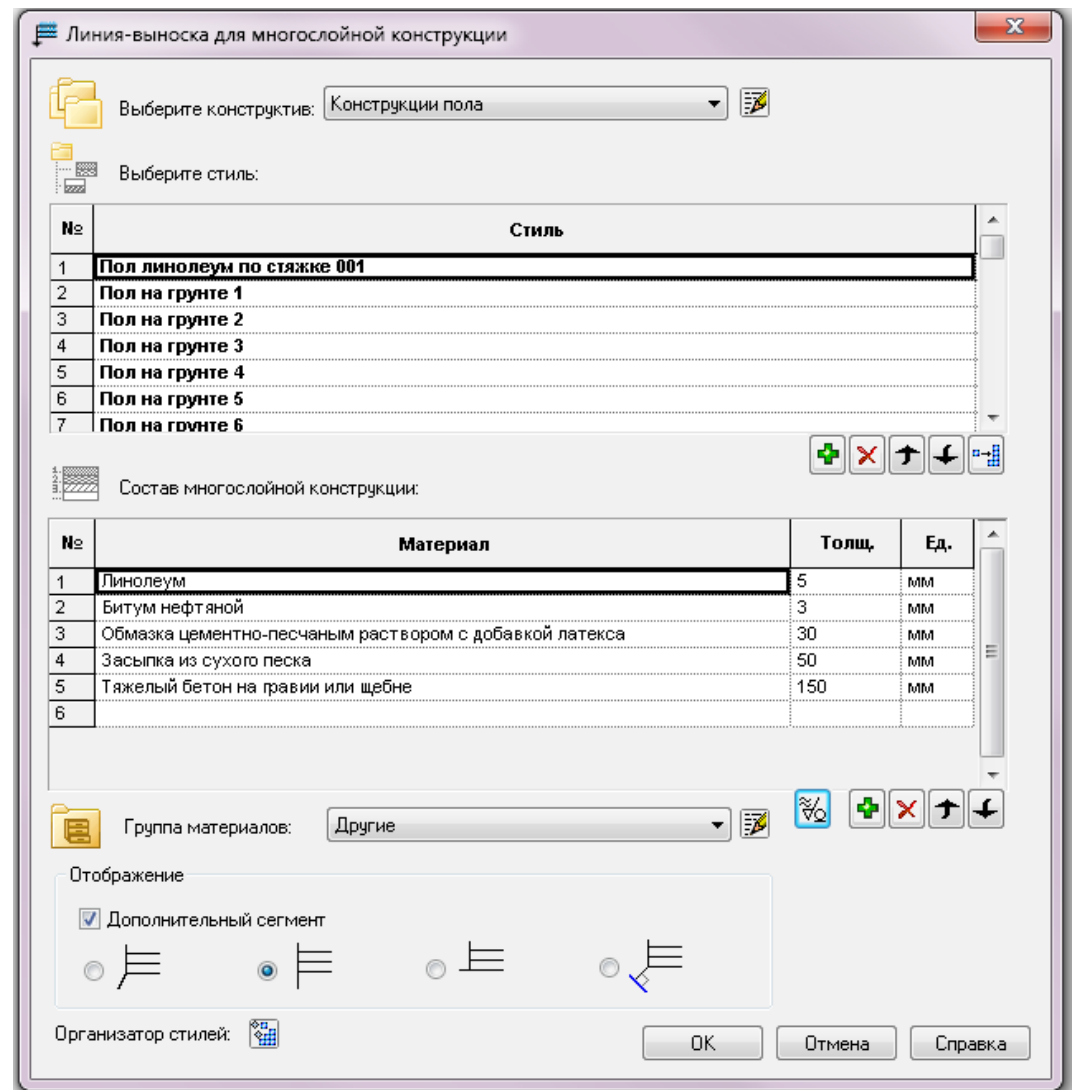 Линия-выноска для многослойной конструкции
Выберите конструктив: Конструкции пола
Выберите стиль:
№ Стиль
1 Пол линолеум по стяжке 001
2 Пол на грунте 1
3 Пол на грунте 2
4 Пол на грунте 3
5 Пол на грунте 4
6 Пол на грунте 5
7 Пол на грунте 6
Состав многослойной конструкции:
№ Материал Толщ. Ед.
1 Линолеум 5 мм
2 Битум нефтяной 3 мм
3 Обмазка цементно-песчаным раствором с добавкой латекса 30 мм
4 Засыпка из сухого песка 50 мм
5 Тяжелый бетон на гравии или щебне 150 мм
6
Группа материалов: Другие
Отображение
Дополнительный сегмент
Организатор стилей:
OK Отмена Справка